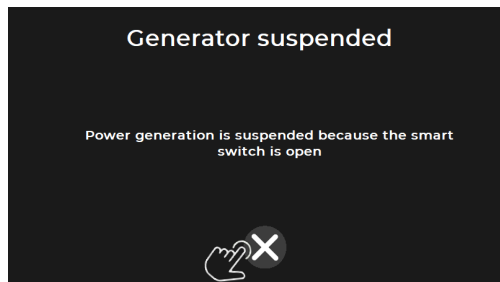 Generator suspended
Power generation is suspended because the smart
switch is open